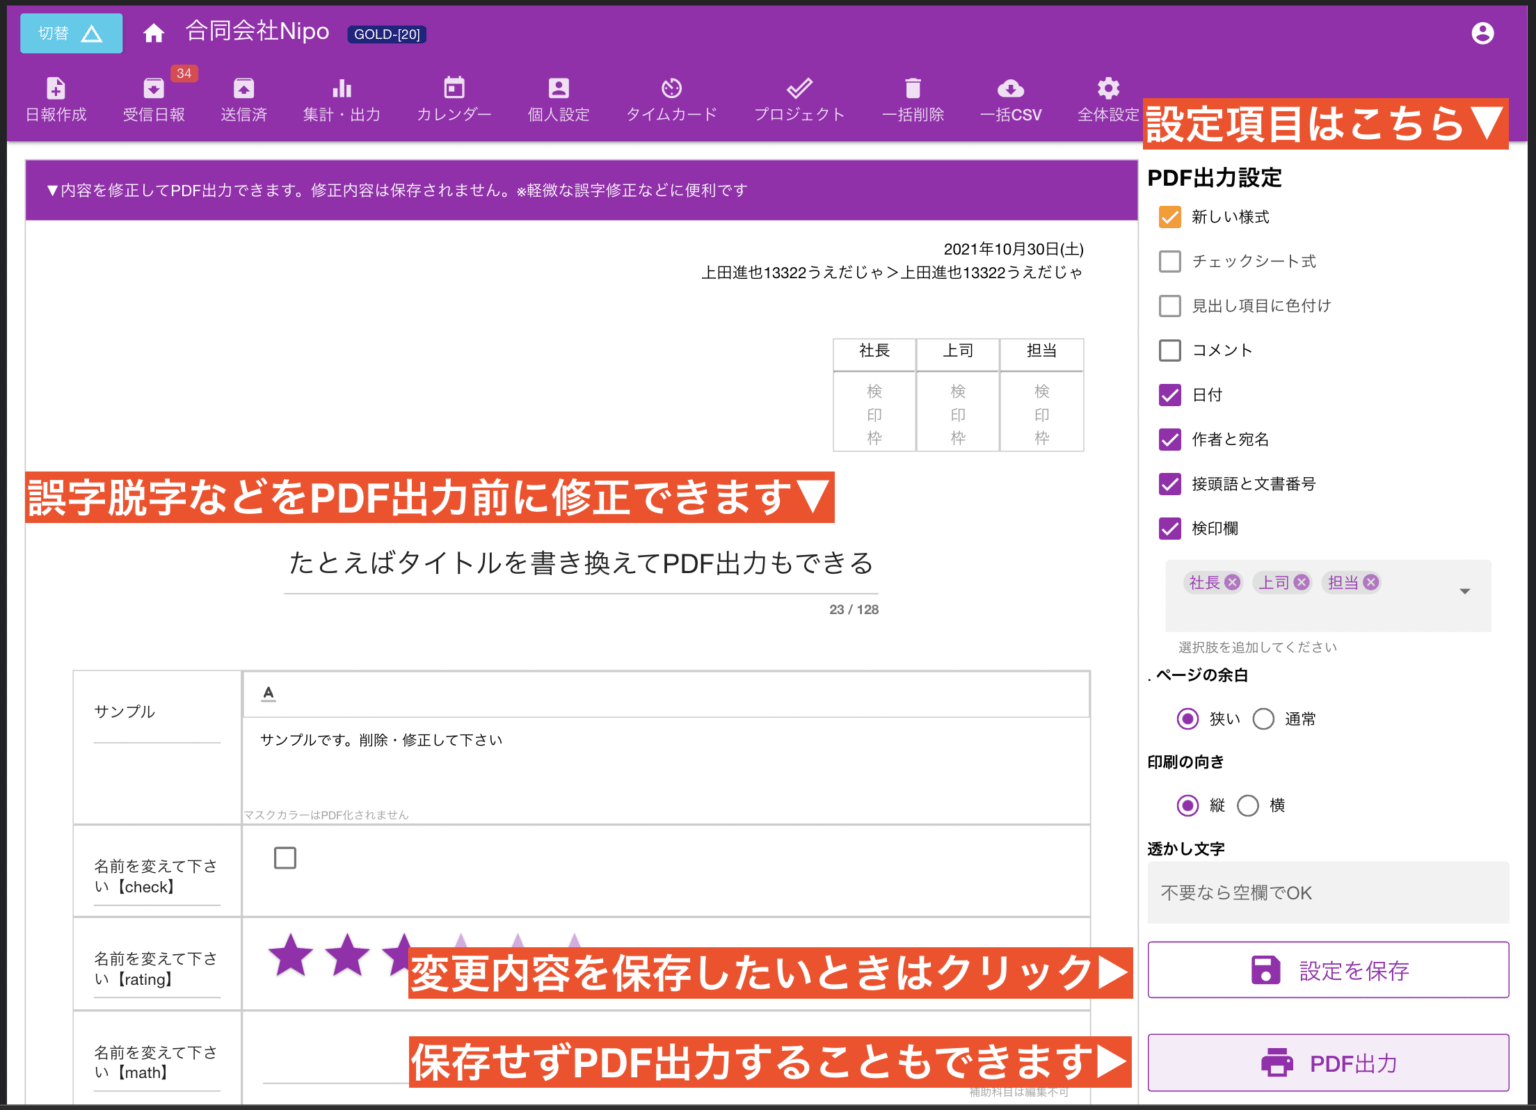 切替
合同会社Nipo
GOLD-[20]
日報作成
受信日報
34
送信済
集計・出力
カレンダー
個人設定
タイムカード
プロジェクト
一括削除
一括CSV
全体設定
設定項目はこちら▼
▼内容を修正してPDF出力できます。修正内容は保存されません。※軽微な誤字修正などに便利です
2021年10月30日(土)
上田進也13322うえだじゃ＞上田進也13322うえだじゃ
社長 上司 担当
検 検 検
印 印 印
枠 枠 枠
誤字脱字などをPDF出力前に修正できます▼
たとえばタイトルを書き換えてPDF出力もできる
23 / 128
サンプル
A
サンプルです。削除・修正して下さい
マスクカラーはPDF化されません
名前を変えて下さ
い【check】
名前を変えて下さ
い【rating】
変更内容を保存したいときはクリック▶
名前を変えて下さ
い【math】
保存せずPDF出力することもできます▶
補助科目は編集不可
PDF出力設定
新しい様式
チェックシート式
見出し項目に色付け
コメント
日付
作者と宛名
接頭語と文書番号
検印欄
社長 上司 担当
選択肢を追加してください
. ページの余白
狭い 通常
印刷の向き
縦 横
透かし文字
不要なら空欄でOK
設定を保存
PDF出力